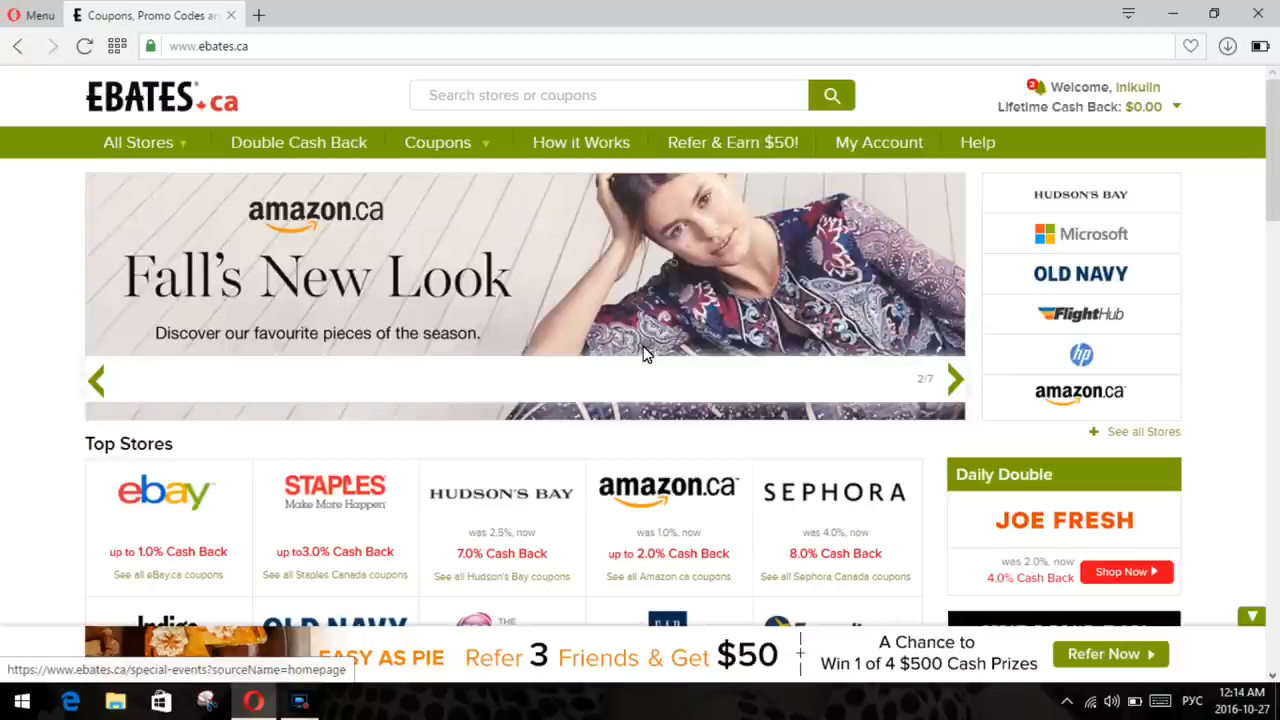 Menu
Coupons, Promo Codes an
www.ebates.ca
EBATES.ca
Search stores or coupons
2
Welcome, inikulin
Lifetime Cash Back: $0.00
All Stores
Double Cash Back
Coupons
How it Works
Refer & Earn $50!
My Account
Help
amazon.ca
Fall's New Look
Discover our favourite pieces of the season.
2/7
HUDSON'S BAY
Microsoft
OLD NAVY
FlightHub
hp
amazon.ca
+ See all Stores
Top Stores
ebay
up to 1.0% Cash Back
See all eBay.ca coupons
STAPLES
Make More Happen
up to3.0% Cash Back
See all Staples Canada coupons
HUDSON'S BAY
was 2.5%, now
7.0% Cash Back
See all Hudson's Bay coupons
amazon.ca
was 1.0%, now
up to 2.0% Cash Back
See all Amazon.ca coupons
SEPHORA
was 4.0%, now
8.0% Cash Back
See all Sephora Canada coupons
Daily Double
JOE FRESH
was 2.0%, now
4.0% Cash Back
Shop Now
Indigo
OLD NAVY
THE
GAP
EASY AS PIE
Refer 3 Friends & Get $50
+
A Chance to
Win 1 of 4 $500 Cash Prizes
Refer Now
https://www.ebates.ca/special-events?sourceName=homepage
РУС
12:14 AM
2016-10-27